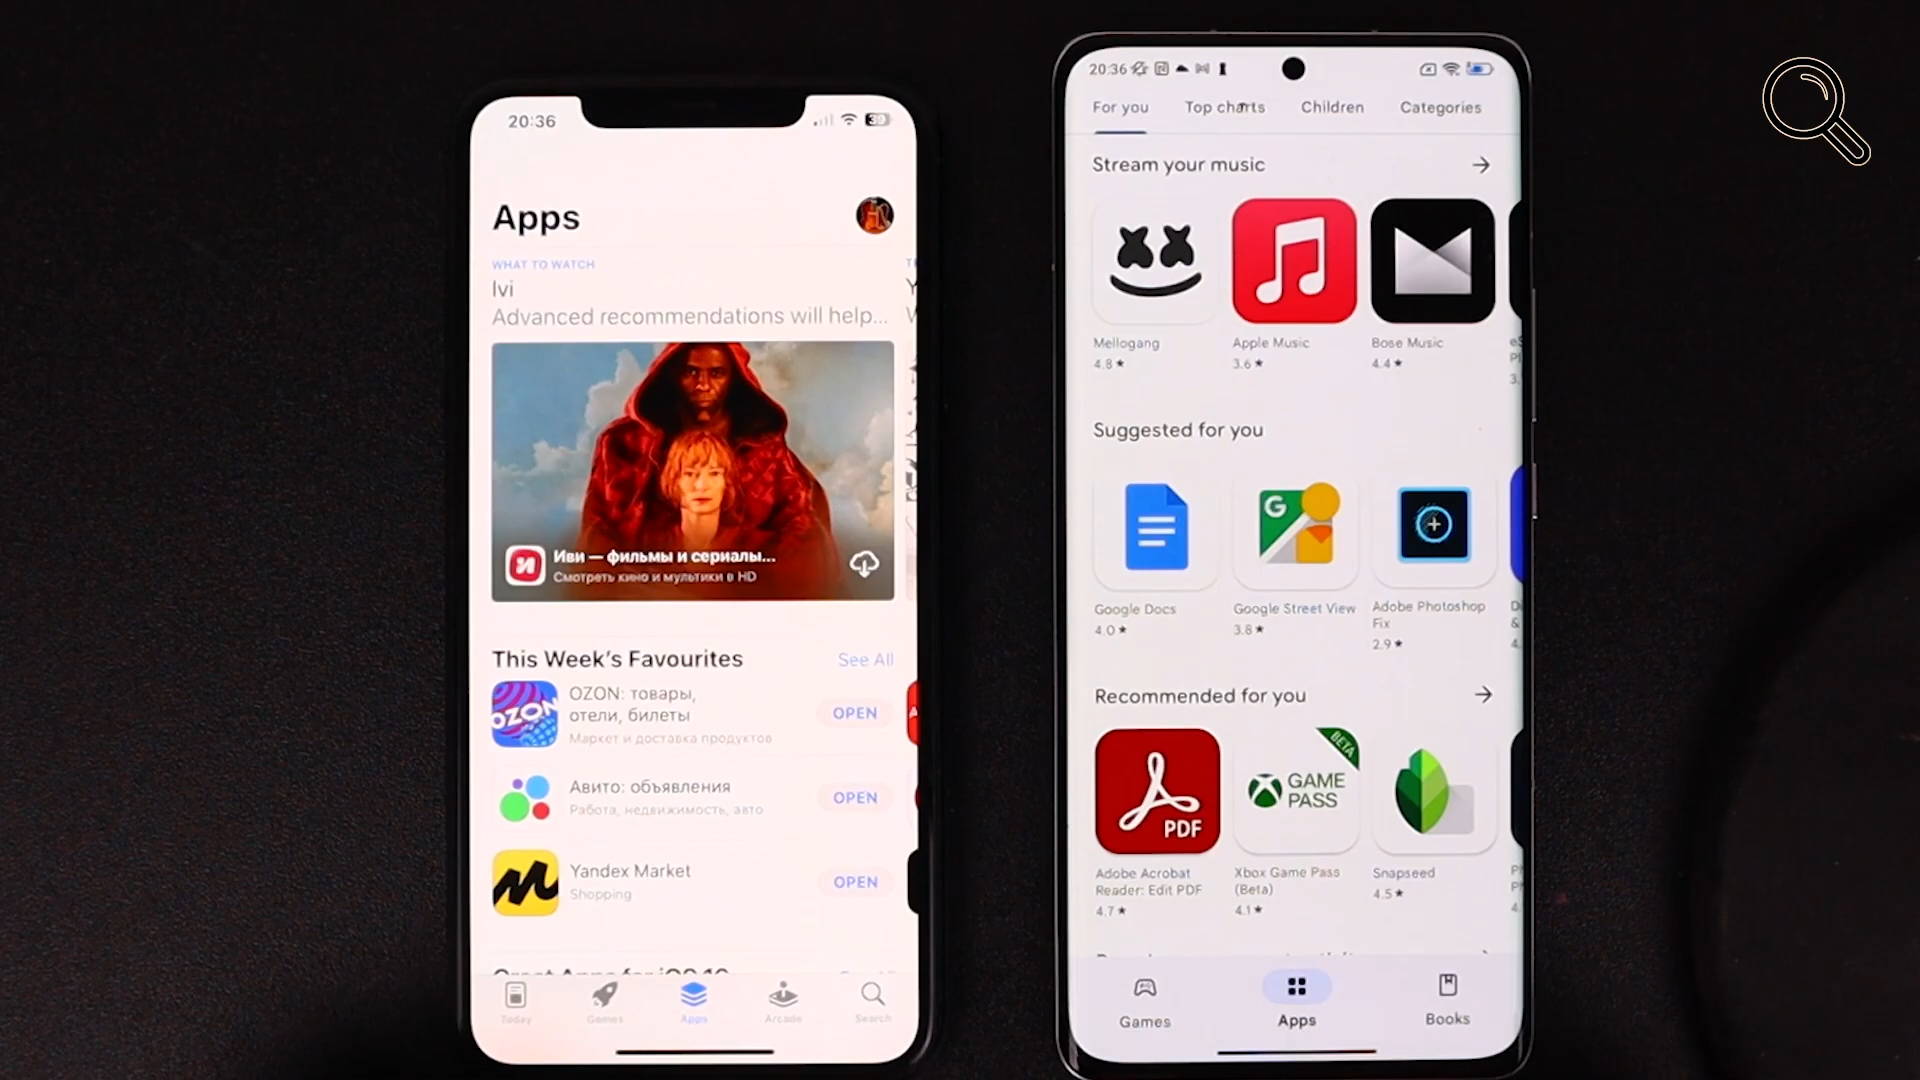 20:36
39
Apps
WHAT TO WATCH
Ivi
Advanced recommendations will help...
Иви — фильмы и сериалы...
Смотреть кино и мультики в HD
This Week's Favourites
See All
OZON
OZON: товары,
отели, билеты
Маркет и доставка продуктов
OPEN
Авито: объявления
Работа, недвижимость, авто
OPEN
Yandex Market
Shopping
OPEN
Today
Games
Apps
Arcade
Search
20:36
For you
Top charts
Children
Categories
Stream your music
Mellogang
4.8★
Apple Music
3.6★
Bose Music
4.4★
Suggested for you
G
Google Docs
4.0★
Google Street View
3.8★
Adobe Photoshop
Fix
2.9★
Recommended for you
PDF
BETA
GAME
PASS
Adobe Acrobat
Reader: Edit PDF
4.7★
Xbox Game Pass
(Beta)
4.1★
Snapseed
4.5★
Games
Apps
Books